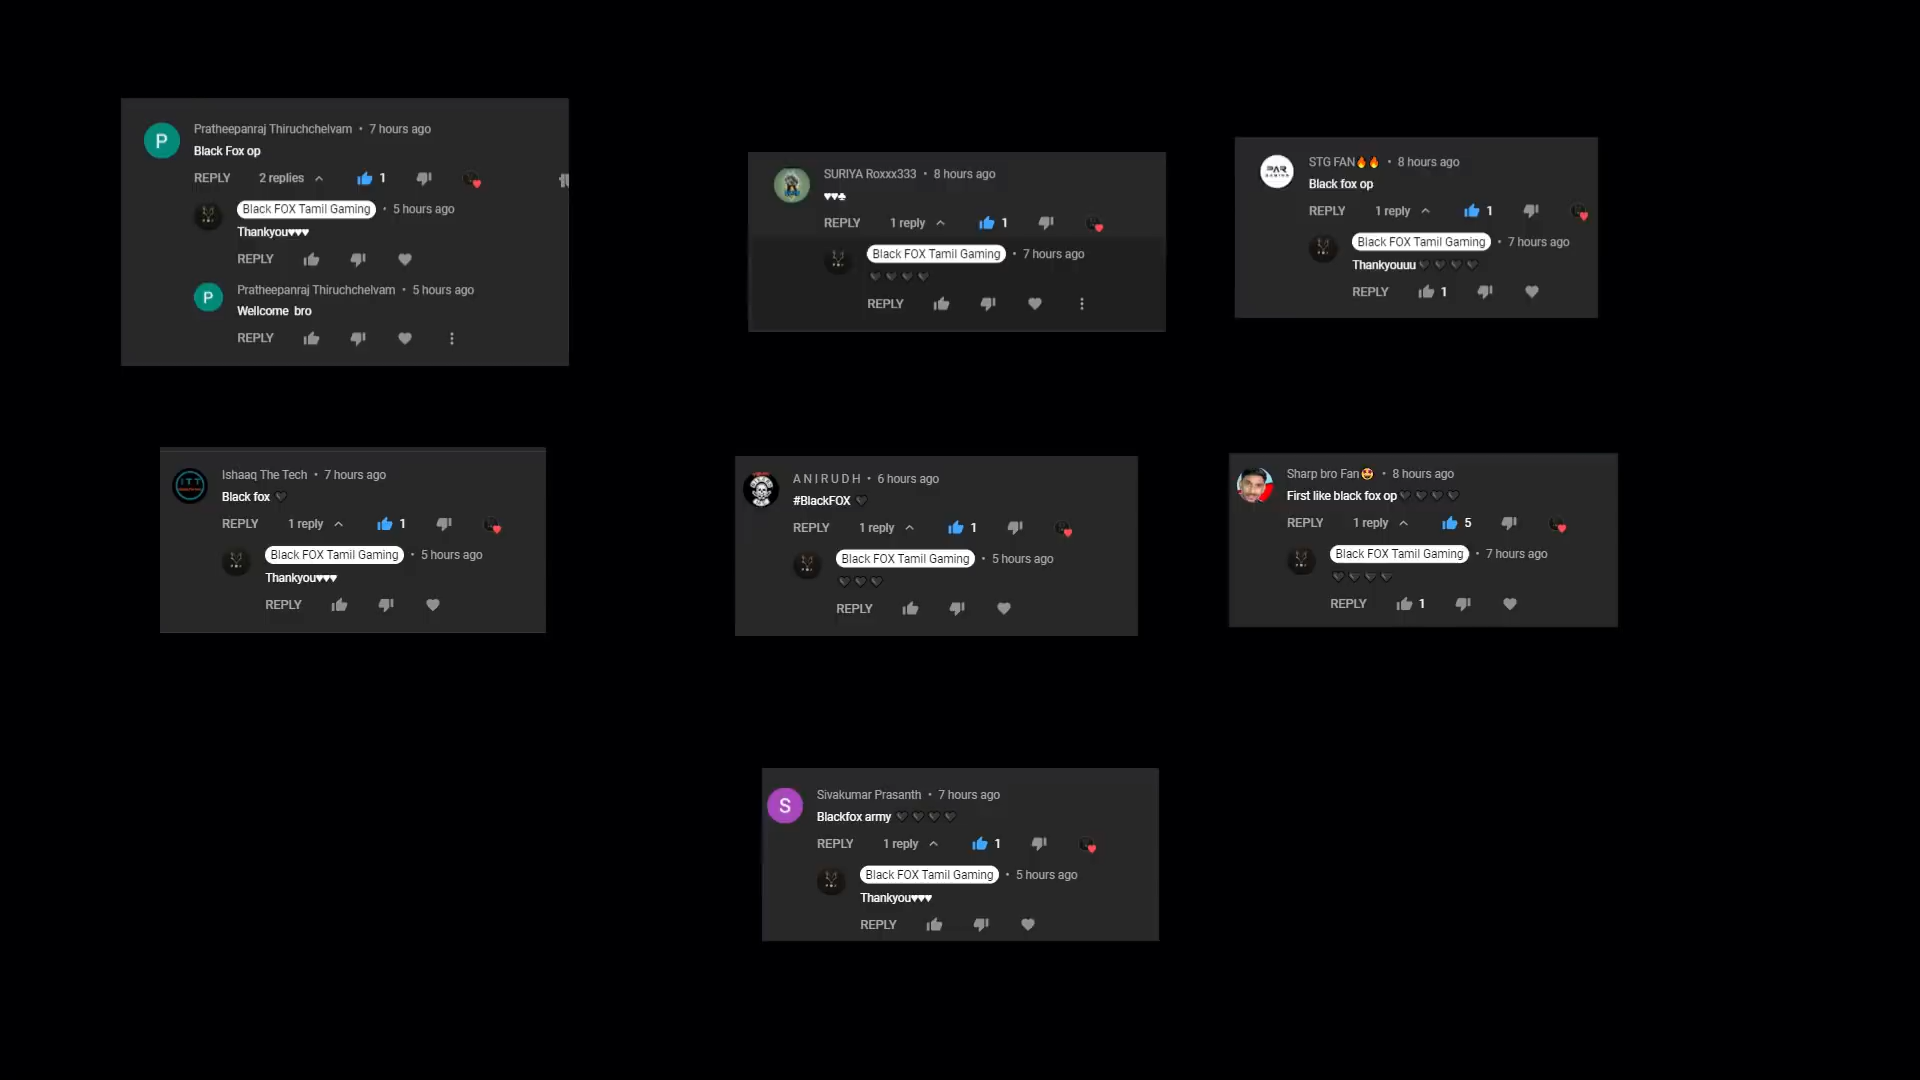 Pratheepanraj Thiruchchelvam • 7 hours ago
Black Fox op
REPLY 2 replies 1
Black FOX Tamil Gaming • 5 hours ago
Thankyou♥♥♥
REPLY
Pratheepanraj Thiruchchelvam • 5 hours ago
Wellcome bro
REPLY
SURIYA Roxxx333 • 8 hours ago
♥♥♣
REPLY 1 reply 1
Black FOX Tamil Gaming • 7 hours ago
🖤🖤🖤🖤
REPLY
STG FAN🔥🔥 • 8 hours ago
Black fox op
REPLY 1 reply 1
Black FOX Tamil Gaming • 7 hours ago
Thankyouuu🖤🖤🖤🖤
REPLY 1
Ishaaq The Tech • 7 hours ago
Black fox 🖤
REPLY 1 reply 1
Black FOX Tamil Gaming • 5 hours ago
Thankyou♥♥♥
REPLY
A N I R U D H • 6 hours ago
#BlackFOX 🖤
REPLY 1 reply 1
Black FOX Tamil Gaming • 5 hours ago
🖤🖤🖤
REPLY
Sharp bro Fan🤩 • 8 hours ago
First like black fox op🖤🖤🖤🖤
REPLY 1 reply 5
Black FOX Tamil Gaming • 7 hours ago
🖤🖤🖤🖤
REPLY 1
Sivakumar Prasanth • 7 hours ago
Blackfox army 🖤🖤🖤🖤
REPLY 1 reply 1
Black FOX Tamil Gaming • 5 hours ago
Thankyou♥♥♥
REPLY